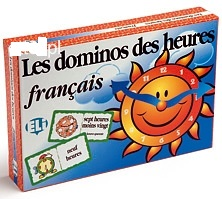 Les dominos des heures
français
ELi
sept heures
moins vingt
neuf
heures